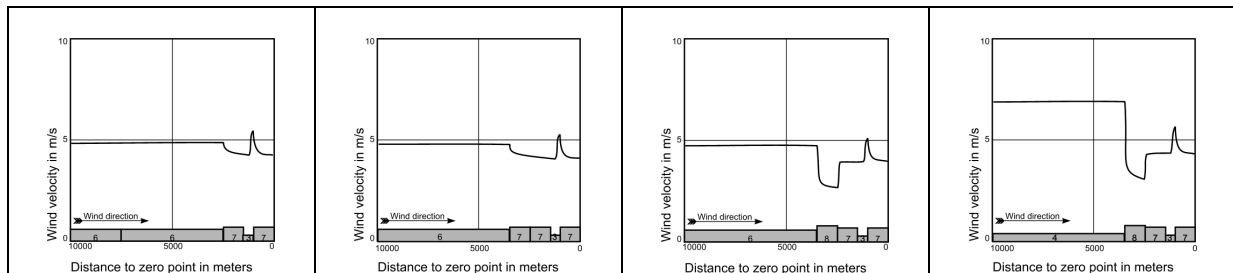 10
Wind velocity in m/s
5
Wind direction
0
6 6 7 3 7
10000 5000 0
Distance to zero point in meters
10
Wind velocity in m/s
5
Wind direction
0
6 7 7 3 7
10000 5000 0
Distance to zero point in meters
10
Wind velocity in m/s
5
Wind direction
0
6 8 7 3 7
10000 5000 0
Distance to zero point in meters
10
Wind velocity in m/s
5
Wind direction
0
4 8 7 3 7
10000 5000 0
Distance to zero point in meters